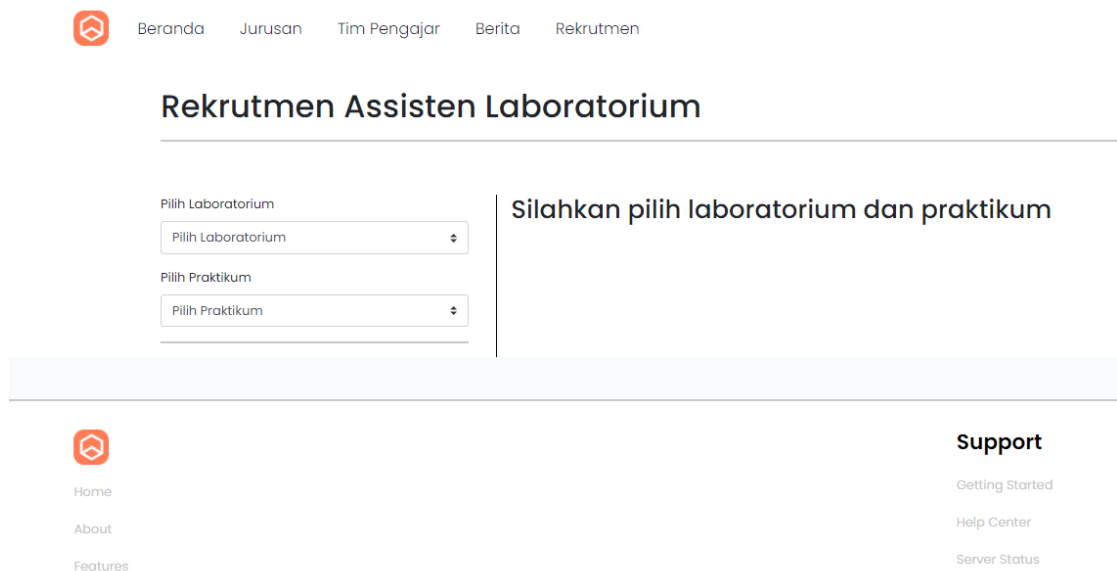 Beranda Jurusan Tim Pengajar Berita Rekrutmen
Rekrutmen Assisten Laboratorium
Pilih Laboratorium
Pilih Laboratorium
Pilih Praktikum
Pilih Praktikum
Silahkan pilih laboratorium dan praktikum
Home
About
Features
Support
Getting Started
Help Center
Server Status